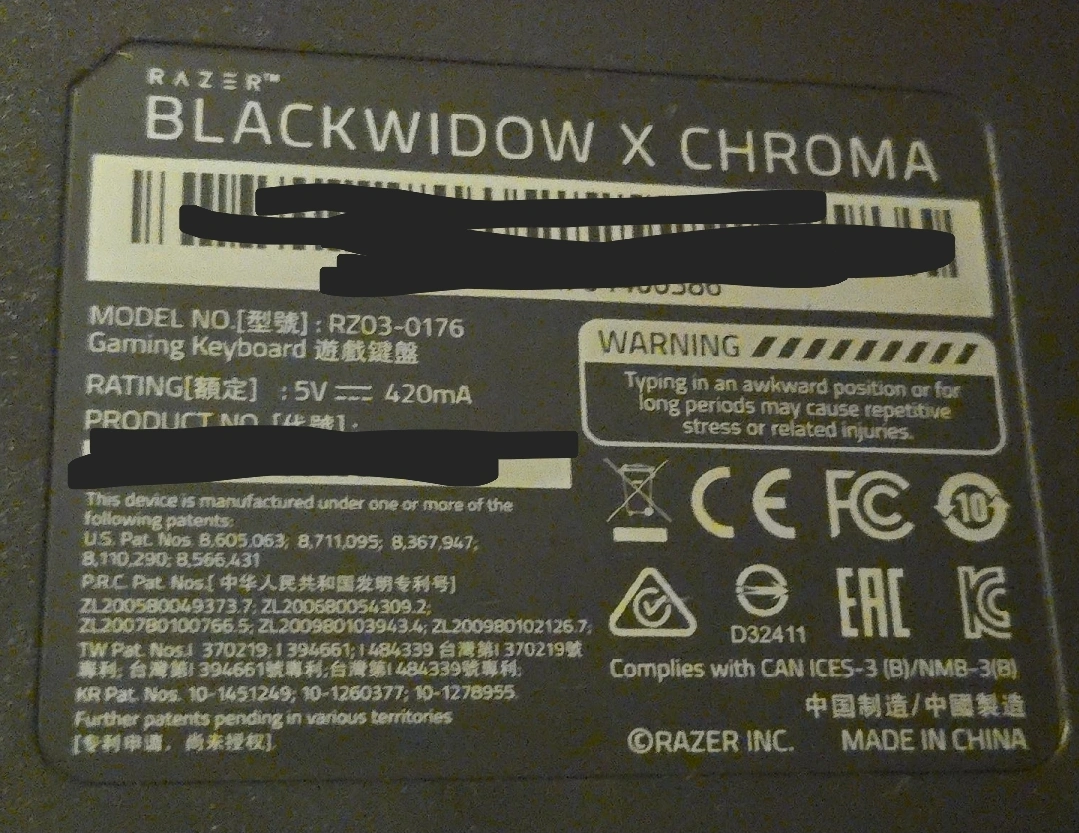 RAZER™
BLACKWIDOW X CHROMA
MODEL NO.[型號] : RZ03-0176
Gaming Keyboard 遊戲鍵盤
RATING[額定] : 5V ⎓ 420mA
PRODUCT NO. [代號] :
This device is manufactured under one or more of the
following patents:
U.S. Pat. Nos. 8,605,063; 8,711,095; 8,367,947;
8,110,290; 8,566,431
P.R.C. Pat. Nos.[ 中华人民共和国发明专利号]
ZL200580049373.7; ZL200680054309.2;
ZL200780100766.5; ZL200980103943.4; ZL200980102126.7;
TW Pat. Nos.I 370219; I 394661; I 484339 台灣第I 370219號
專利; 台灣第I 394661號專利;台灣第I 484339號專利;
KR Pat. Nos. 10-1451249; 10-1260377; 10-1278955.
Further patents pending in various territories
[专利申请，尚未授权].
WARNING
Typing in an awkward position or for
long periods may cause repetitive
stress or related injuries.
CE FC 10
D32411 EAC KC
Complies with CAN ICES-3 (B)/NMB-3(B)
中国制造/中國製造
©RAZER INC. MADE IN CHINA